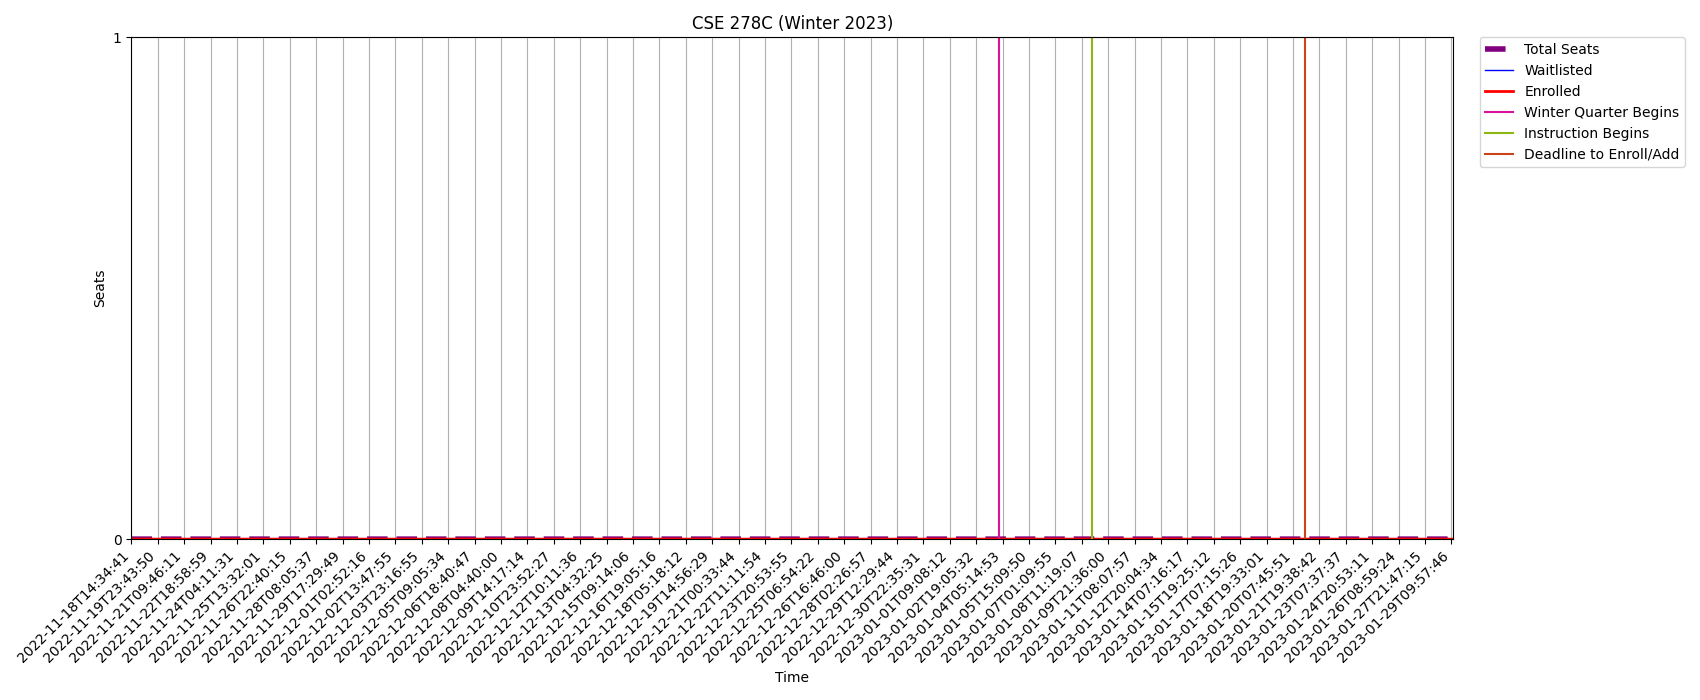 CSE 278C (Winter 2023)
1
0
Seats
Total Seats
Waitlisted
Enrolled
Winter Quarter Begins
Instruction Begins
Deadline to Enroll/Add
2022-11-18T14:34:41
2022-11-19T23:43:50
2022-11-21T09:46:11
2022-11-22T18:58:59
2022-11-24T04:11:31
2022-11-25T13:32:01
2022-11-26T22:40:15
2022-11-28T08:05:37
2022-11-29T17:29:49
2022-12-01T02:52:16
2022-12-02T13:47:55
2022-12-03T23:16:55
2022-12-05T09:05:34
2022-12-06T18:40:47
2022-12-08T04:40:00
2022-12-09T14:17:14
2022-12-10T23:52:27
2022-12-12T10:11:36
2022-12-13T04:32:25
2022-12-15T09:14:06
2022-12-16T19:05:16
2022-12-18T05:18:12
2022-12-19T14:56:29
2022-12-21T00:33:44
2022-12-22T11:11:54
2022-12-23T20:53:55
2022-12-25T06:54:22
2022-12-26T16:46:00
2022-12-28T02:26:57
2022-12-29T12:29:44
2022-12-30T22:35:31
2023-01-01T09:08:12
2023-01-02T19:05:32
2023-01-04T05:14:53
2023-01-05T15:09:50
2023-01-07T01:09:55
2023-01-08T11:19:07
2023-01-09T21:36:00
2023-01-11T08:07:57
2023-01-12T20:04:34
2023-01-14T07:16:17
2023-01-15T19:25:12
2023-01-17T07:15:26
2023-01-18T19:33:01
2023-01-20T07:45:51
2023-01-21T19:38:42
2023-01-23T07:37:37
2023-01-24T20:53:11
2023-01-26T08:59:24
2023-01-27T21:47:15
2023-01-29T09:57:46
Time